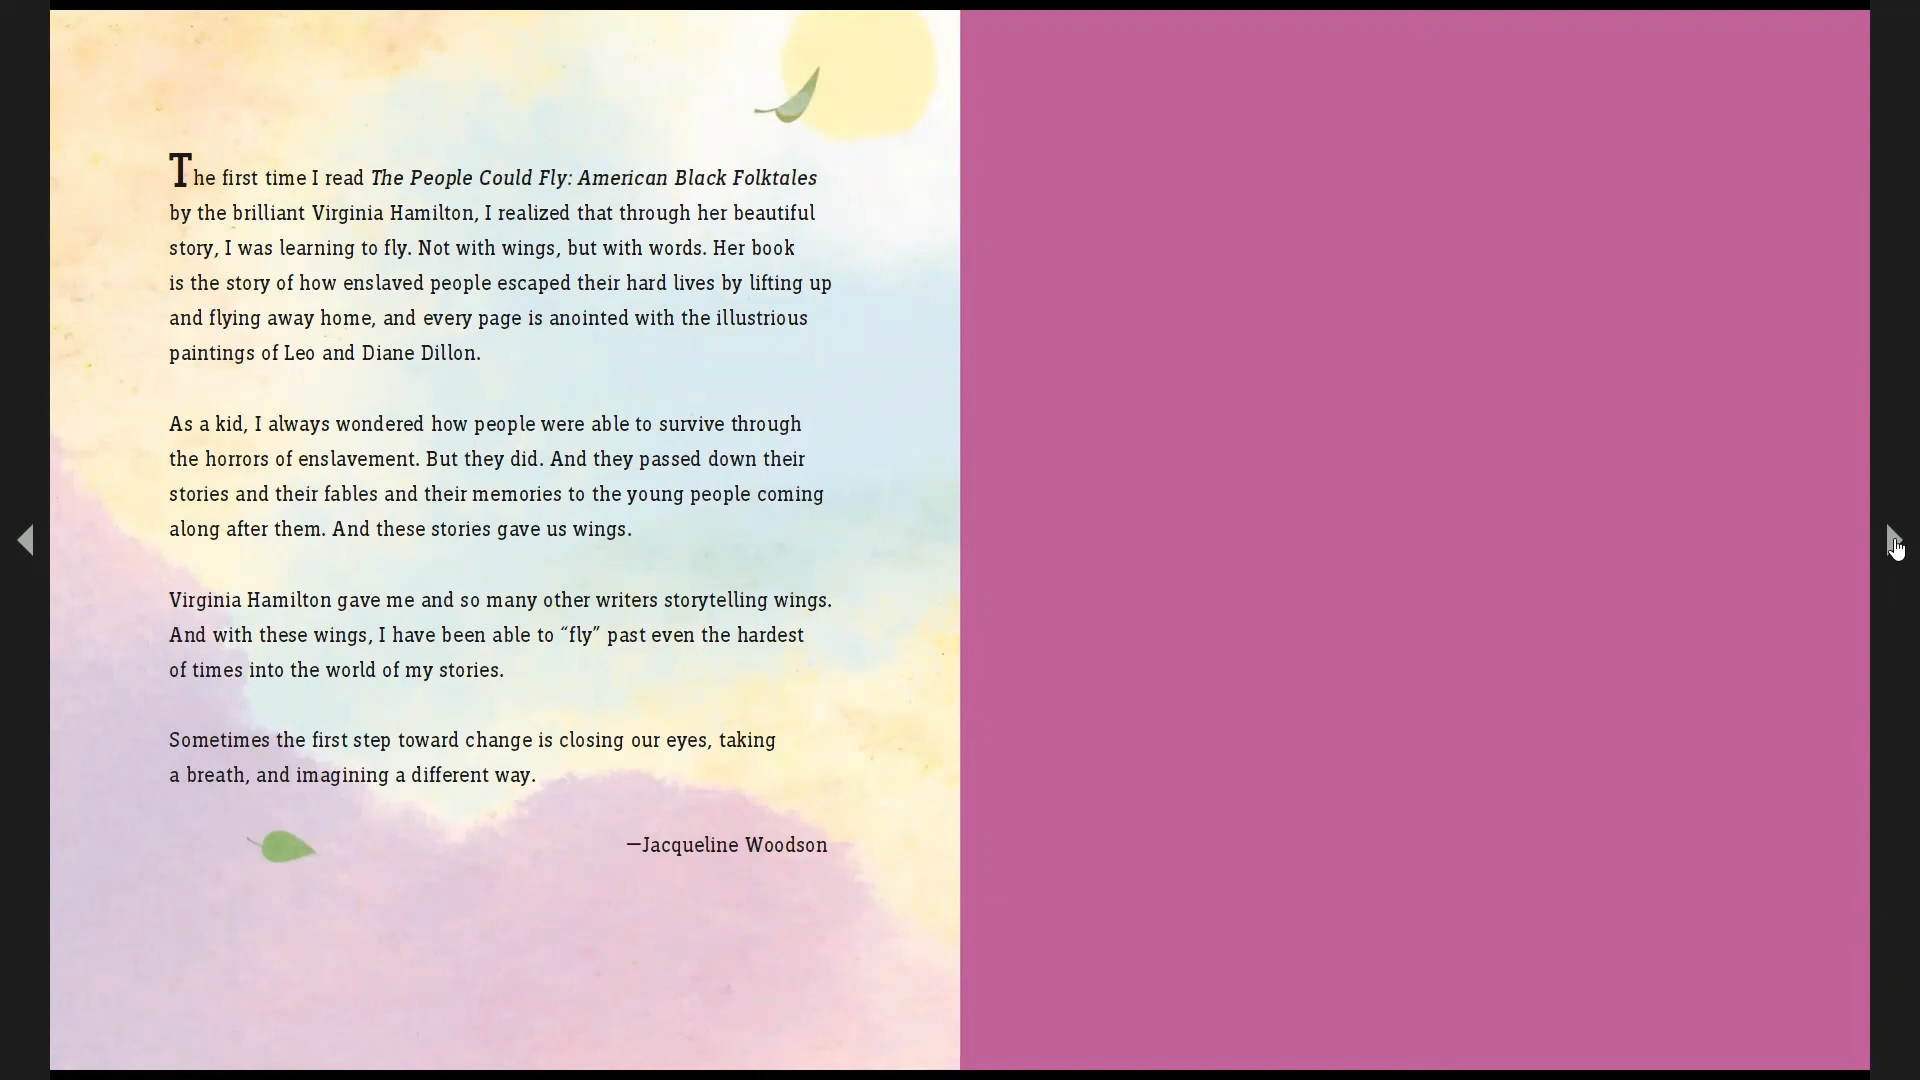 The first time I read The People Could Fly: American Black Folktales
by the brilliant Virginia Hamilton, I realized that through her beautiful
story, I was learning to fly. Not with wings, but with words. Her book
is the story of how enslaved people escaped their hard lives by lifting up
and flying away home, and every page is anointed with the illustrious
paintings of Leo and Diane Dillon.
As a kid, I always wondered how people were able to survive through
the horrors of enslavement. But they did. And they passed down their
stories and their fables and their memories to the young people coming
along after them. And these stories gave us wings.
Virginia Hamilton gave me and so many other writers storytelling wings.
And with these wings, I have been able to “fly” past even the hardest
of times into the world of my stories.
Sometimes the first step toward change is closing our eyes, taking
a breath, and imagining a different way.
—Jacqueline Woodson